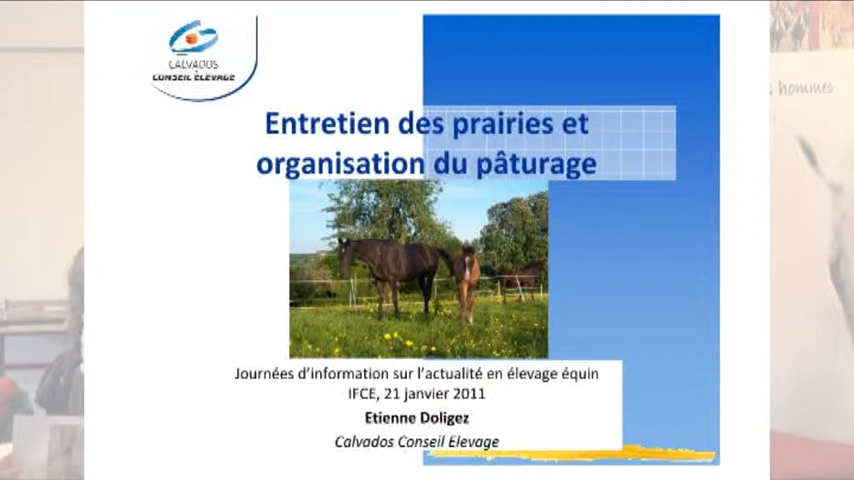 CALVADOS
CONSEIL ELEVAGE
hommes
Entretien des prairies et
organisation du pâturage
Journées d'information sur l'actualité en élevage équin
IFCE, 21 janvier 2011
Etienne Doligez
Calvados Conseil Elevage